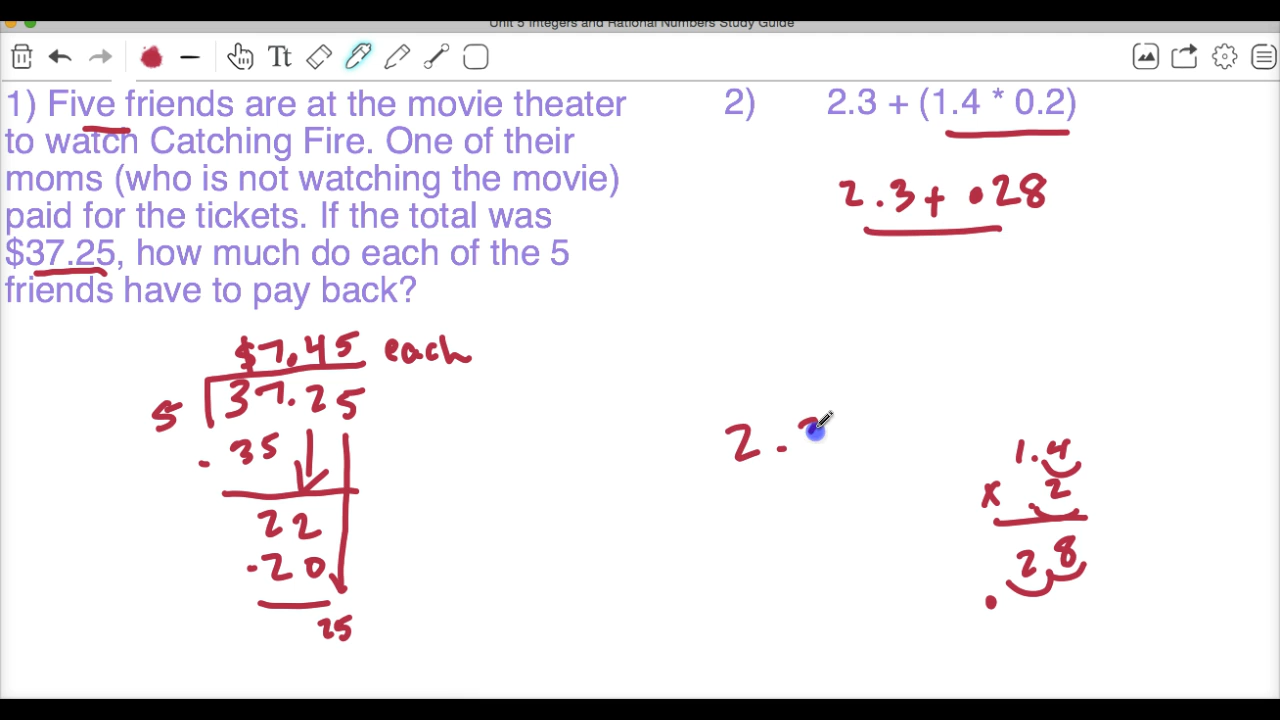 Unit 5 Integers and Rational Numbers Study Guide
Tt
1) Five friends are at the movie theater
to watch Catching Fire. One of their
moms (who is not watching the movie)
paid for the tickets. If the total was
$37.25, how much do each of the 5
friends have to pay back?
$7.45 each
5 37.25
- 35
22
-20
25
2) 2.3 + (1.4 * 0.2)
2.3 + .28
2.
1.4
x .2
.28